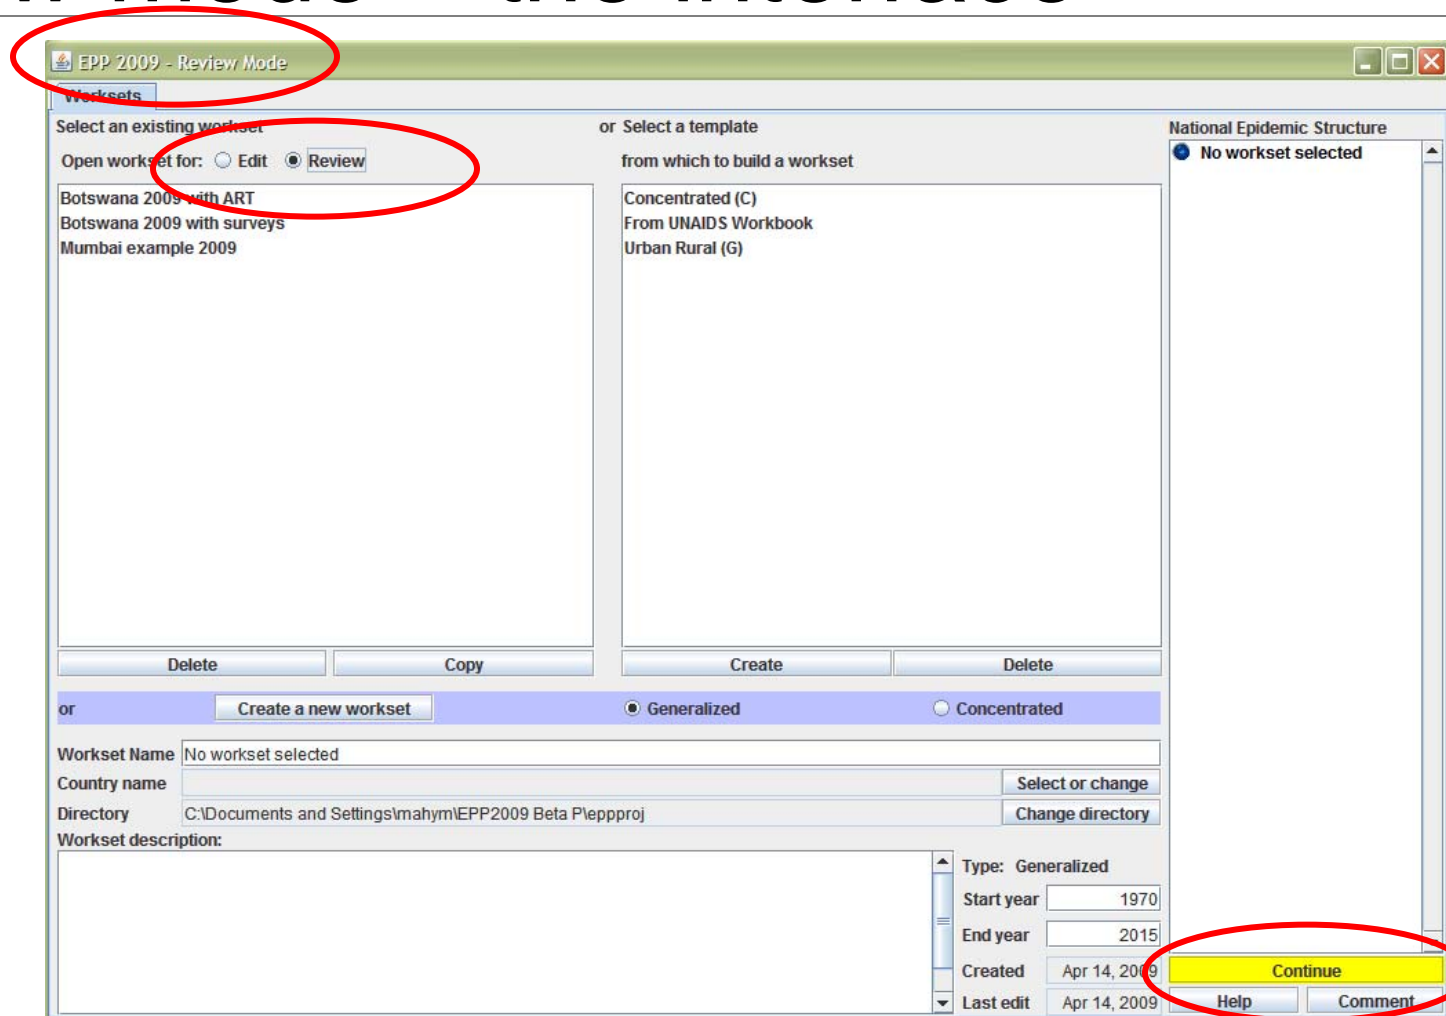 EPP 2009 - Review Mode
Worksets
Select an existing workset
Open workset for: Edit Review
Botswana 2009 with ART
Botswana 2009 with surveys
Mumbai example 2009
Delete Copy
or Select a template
from which to build a workset
Concentrated (C)
From UNAIDS Workbook
Urban Rural (G)
Create Delete
National Epidemic Structure
No workset selected
or Create a new workset Generalized Concentrated
Workset Name No workset selected
Country name Select or change
Directory C:\Documents and Settings\mahym\EPP2009 Beta P\eppproj Change directory
Workset description:
Type: Generalized
Start year 1970
End year 2015
Created Apr 14, 2009
Last edit Apr 14, 2009
Continue
Help Comment